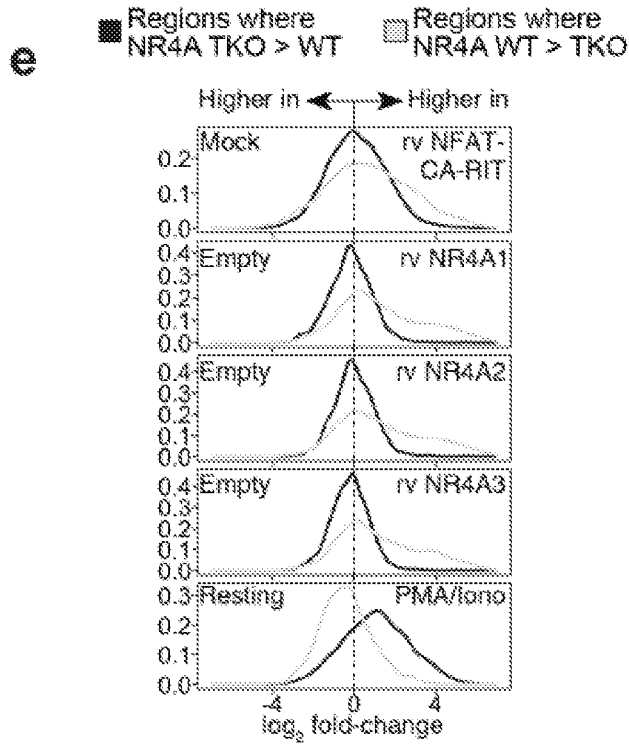 e
Regions where
NR4A TKO > WT
Regions where
NR4A WT > TKO
Higher in
Higher in
Mock
rv NFAT-
CA-RIT
0.2
0.1
0.0
Empty
rv NR4A1
0.4
0.3
0.2
0.1
0.0
Empty
rv NR4A2
0.4
0.3
0.2
0.1
0.0
Empty
rv NR4A3
0.4
0.3
0.2
0.1
0.0
Resting
PMA/Iono
0.3
0.2
0.1
0.0
-4 0 4
log₂ fold-change